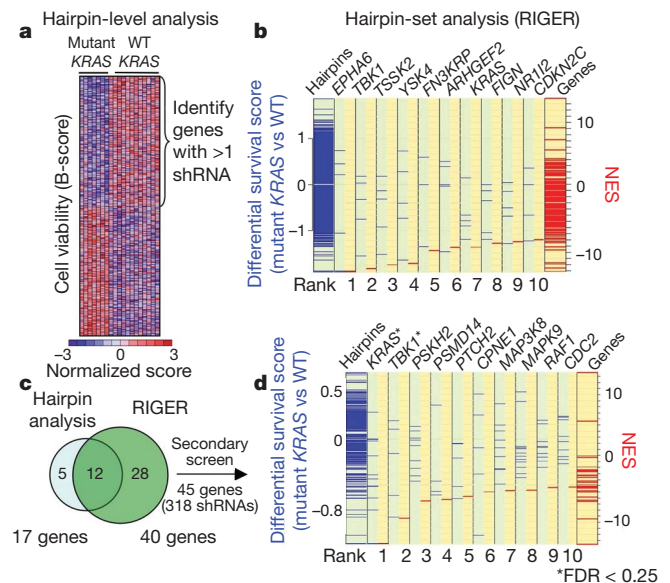 Hairpin-level analysis
a
Mutant KRAS
WT KRAS
Identify
genes
with >1
shRNA
Cell viability (B-score)
−3 0 3
Normalized score
Hairpin-set analysis (RIGER)
b
Hairpins EPHA6 TBK1 TSSK2 YSK4 FN3KRP ARHGEF2 KRAS FIGN NR1I2 CDKN2C Genes
Differential survival score
(mutant KRAS vs WT)
1
0
−1
10
0
−10
NES
Rank 1 2 3 4 5 6 7 8 9 10
c
Hairpin
analysis
RIGER
5 12 28
17 genes
40 genes
Secondary
screen
45 genes
(318 shRNAs)
d
Hairpins KRAS* TBK1* PSKH2 PSMD14 PTCH2 CPNE1 MAP3K8 MAPK9 RAF1 CDC2 Genes
Differential survival score
(mutant KRAS vs WT)
0.5
0
−0.8
10
0
−10
NES
Rank 1 2 3 4 5 6 7 8 9 10
*FDR < 0.25